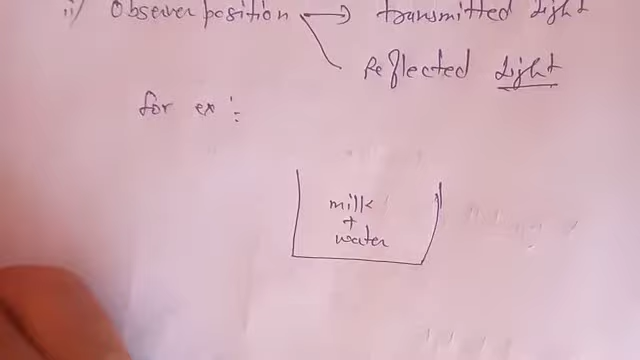 ii) Observer position → transmitted light
Reflected light
for ex :
milk
+
water